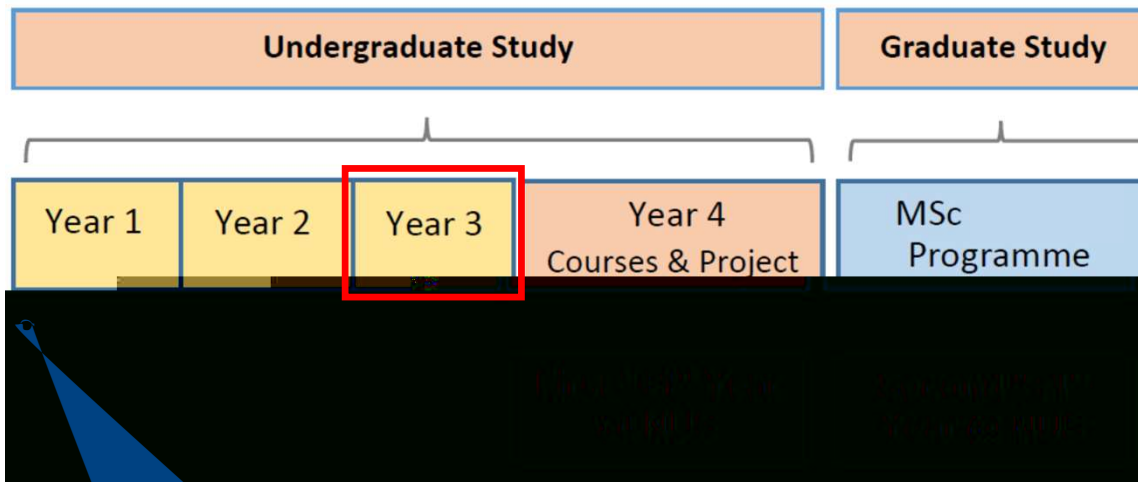 Undergraduate Study
Graduate Study
Year 1
Year 2
Year 3
Year 4
Courses & Project
MSc
Programme